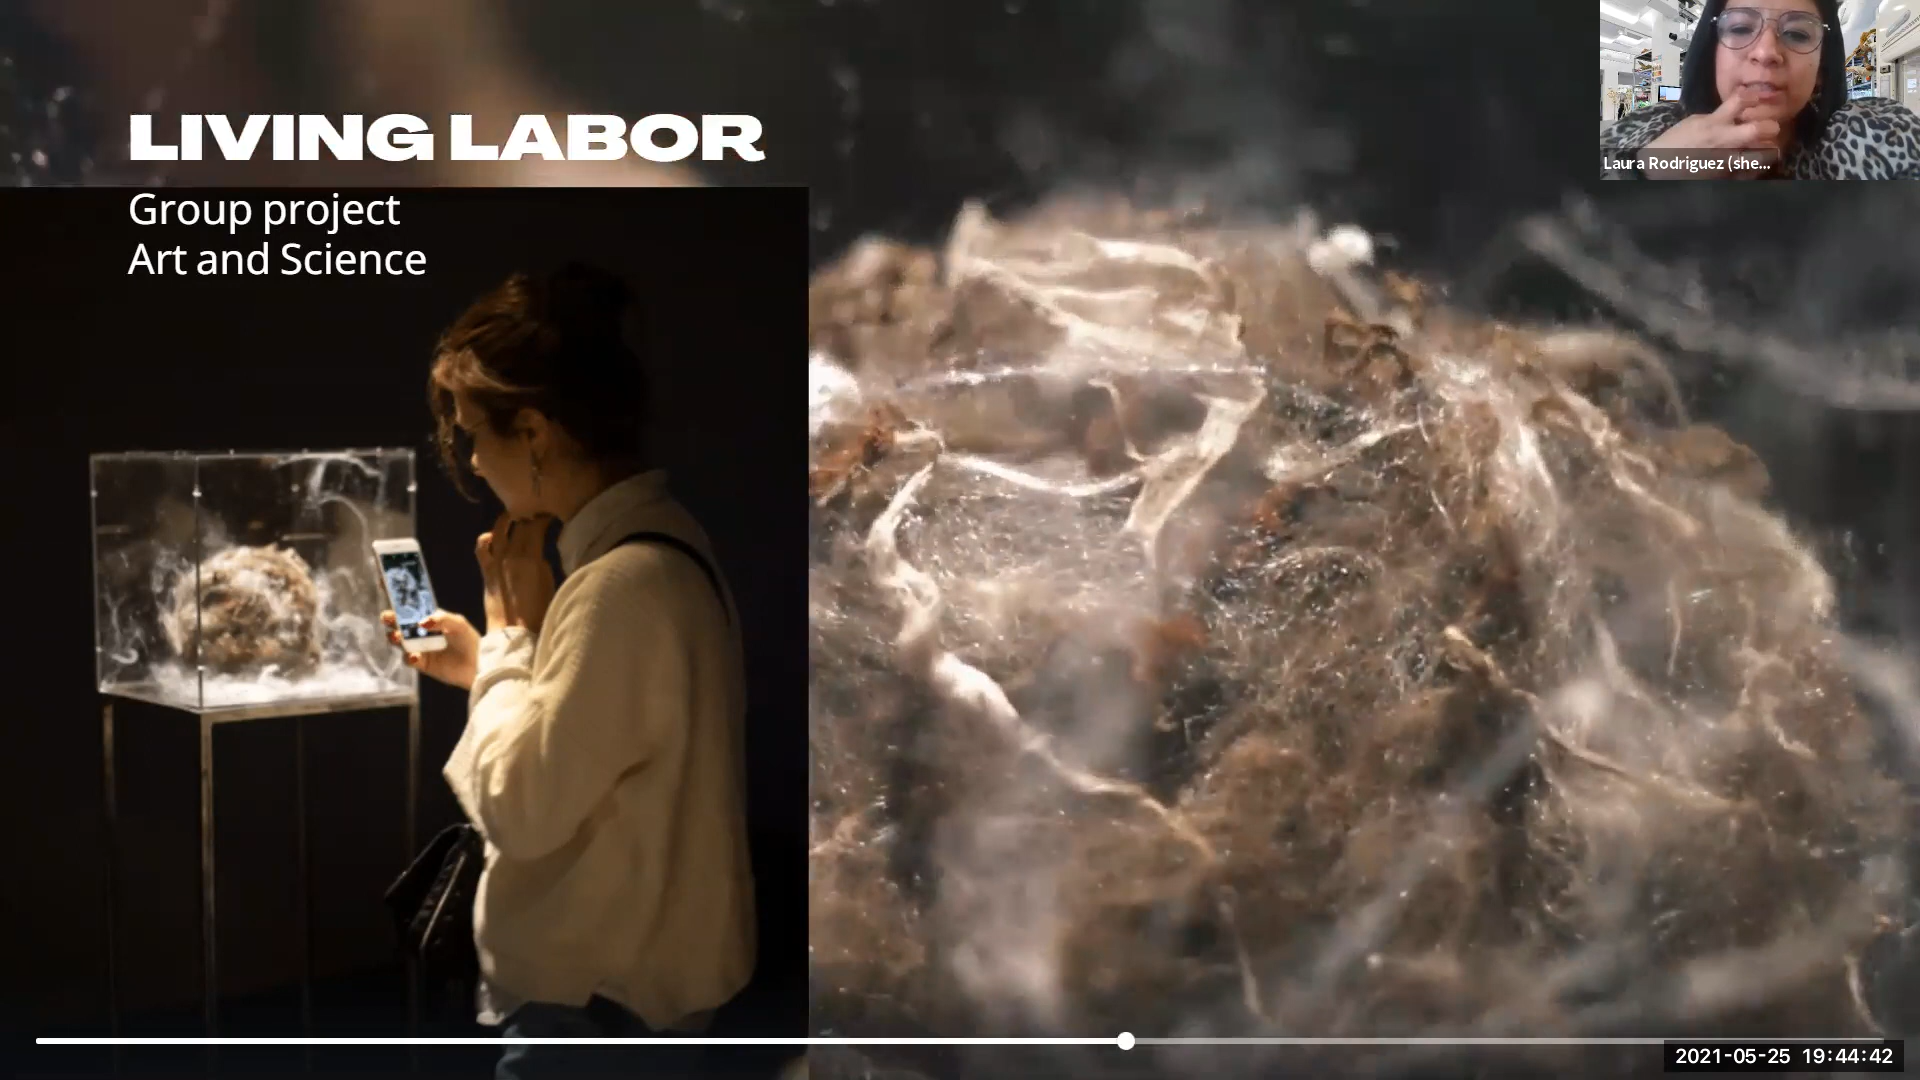 LIVING LABOR
Group project
Art and Science
Laura Rodriguez (she...
2021-05-25 19:44:42